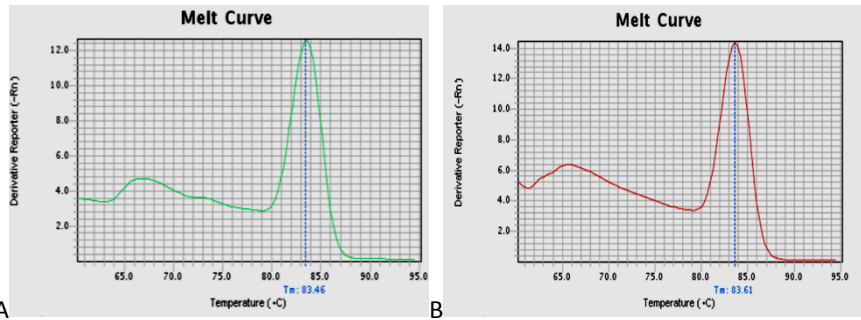 Melt Curve
Derivative Reporter (-Rn')
12.0
10.0
8.0
6.0
4.0
2.0
65.0 70.0 75.0 80.0 85.0 90.0 95.0
Tm: 83.46
Temperature (°C)
A
Melt Curve
Derivative Reporter (-Rn')
14.0
12.0
10.0
8.0
6.0
4.0
2.0
65.0 70.0 75.0 80.0 85.0 90.0 95.0
Tm: 83.61
Temperature (°C)
B